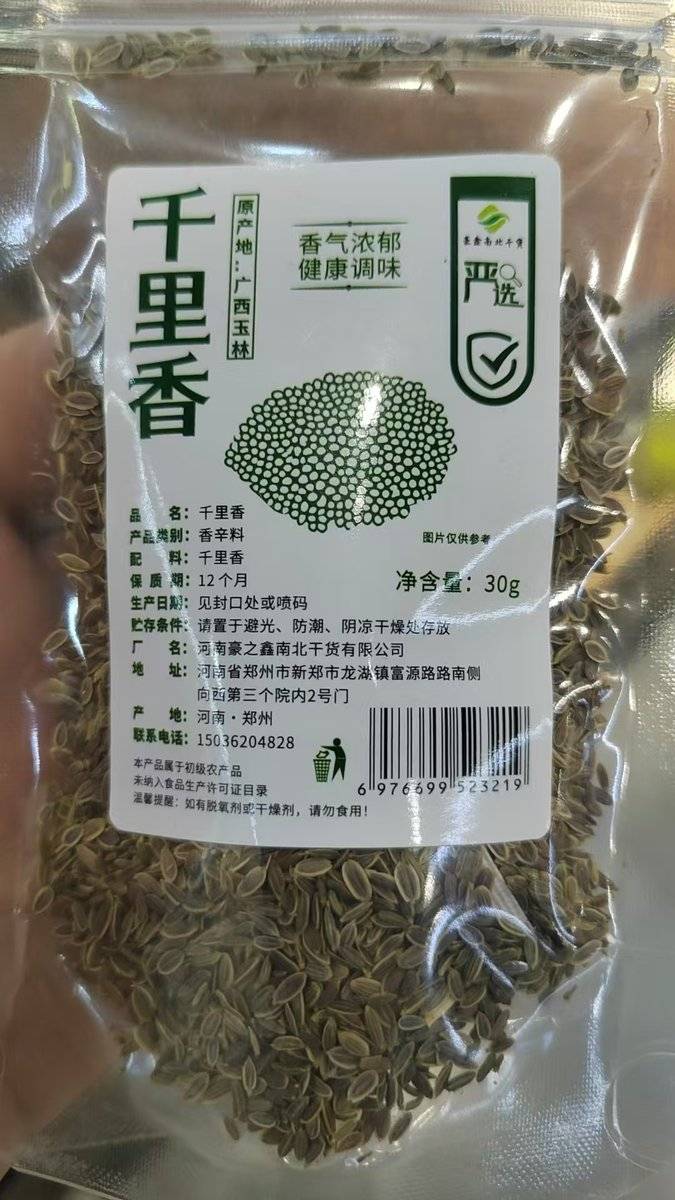 千里香
原产地：广西玉林
香气浓郁
健康调味
豪鑫南北干货
严选
图片仅供参考
品名：千里香
产品类别：香辛料
配料：千里香
保质期：12个月
净含量：30g
生产日期：见封口处或喷码
贮存条件：请置于避光、防潮、阴凉干燥处存放
厂名：河南豪之鑫南北干货有限公司
地址：河南省郑州市新郑市龙湖镇富源路路南侧
向西第三个院内2号门
产地：河南·郑州
联系电话：15036204828
本产品属于初级农产品
未纳入食品生产许可证目录
温馨提醒：如有脱氧剂或干燥剂，请勿食用！
6 976699 523219